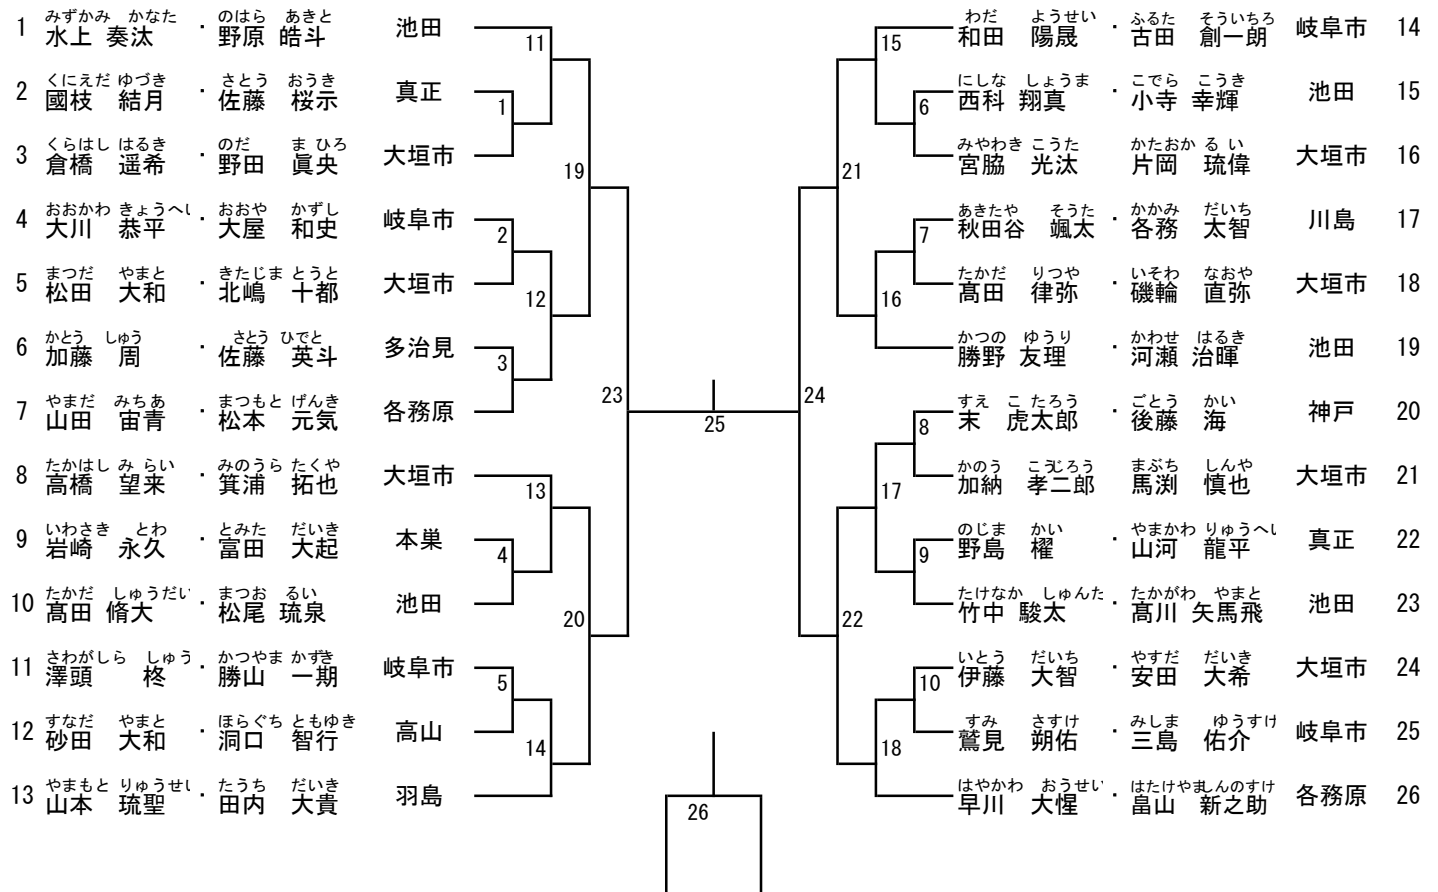 1 みずかみ かなた ・ のはら あきと
水上 奏汰 ・ 野原 皓斗 池田
2 くにえだ ゆづき ・ さとう おうき
國枝 結月 ・ 佐藤 桜示 真正
3 くらはし はるき ・ のだ ま ひろ
倉橋 遥希 ・ 野田 眞央 大垣市
4 おおかわ きょうへい ・ おおや かずし
大川 恭平 ・ 大屋 和史 岐阜市
5 まつだ やまと ・ きたじま とうと
松田 大和 ・ 北嶋 十都 大垣市
6 かとう しゅう ・ さとう ひでと
加藤 周 ・ 佐藤 英斗 多治見
7 やまだ みちあ ・ まつもと げんき
山田 宙青 ・ 松本 元気 各務原
8 たかはし み らい ・ みのうら たくや
高橋 望来 ・ 箕浦 拓也 大垣市
9 いわさき とわ ・ とみた だいき
岩崎 永久 ・ 富田 大起 本巣
10 たかだ しゅうだい ・ まつお るい
髙田 脩大 ・ 松尾 琉泉 池田
11 さわがしら しゅう ・ かつやま かずき
澤頭 柊 ・ 勝山 一期 岐阜市
12 すなだ やまと ・ ほらぐち ともゆき
砂田 大和 ・ 洞口 智行 高山
13 やまもと りゅうせい ・ たうち だいき
山本 琉聖 ・ 田内 大貴 羽島
11
1
19
2
12
3
23
13
4
20
5
14
25
26
15
6
21
7
16
24
8
17
9
22
10
18
わだ ようせい ・ ふるた そういちろ
和田 陽晟 ・ 古田 創一朗 岐阜市 14
にしな しょうま ・ こでら こうき
西科 翔真 ・ 小寺 幸輝 池田 15
みやわき こうた かたおか る い
宮脇 光汰 片岡 琉偉 大垣市 16
あきたや そうた ・ かかみ だいち
秋田谷 颯太 ・ 各務 太智 川島 17
たかだ りつや ・ いそわ なおや
髙田 律弥 ・ 磯輪 直弥 大垣市 18
かつの ゆうり ・ かわせ はるき
勝野 友理 ・ 河瀬 治暉 池田 19
すえ こ たろう ・ ごとう かい
末 虎太郎 ・ 後藤 海 神戸 20
かのう こうじろう まぶち しんや
加納 孝二郎 馬渕 慎也 大垣市 21
のじま かい ・ やまかわ りゅうへい
野島 櫂 ・ 山河 龍平 真正 22
たけなか しゅんた ・ たかがわ やまと
竹中 駿太 ・ 髙川 矢馬飛 池田 23
いとう だいち ・ やすだ だいき
伊藤 大智 ・ 安田 大希 大垣市 24
すみ さすけ ・ みしま ゆうすけ
鷲見 朔佑 ・ 三島 佑介 岐阜市 25
はやかわ おうせい ・ はたけやま しんのすけ
早川 大惺 ・ 畠山 新之助 各務原 26